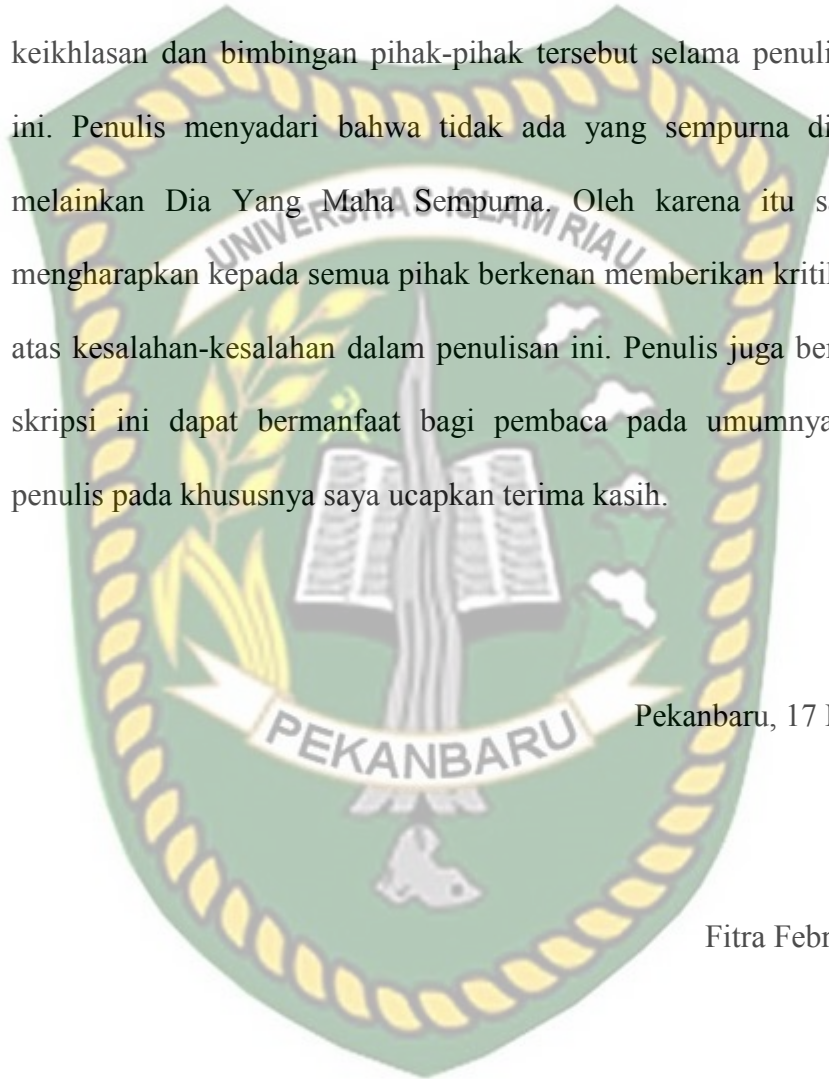 keikhlasan dan bimbingan pihak-pihak tersebut selama penuli
ini. Penulis menyadari bahwa tidak ada yang sempurna di
melainkan Dia Yang Maha Sempurna. Oleh karena itu s
UNIVERSITAS ISLAM RIAU
mengharapkan kepada semua pihak berkenan memberikan kriti
atas kesalahan-kesalahan dalam penulisan ini. Penulis juga ber
skripsi ini dapat bermanfaat bagi pembaca pada umumnya
penulis pada khususnya saya ucapkan terima kasih.
Pekanbaru, 17
PEKANBARU
Fitra Febr